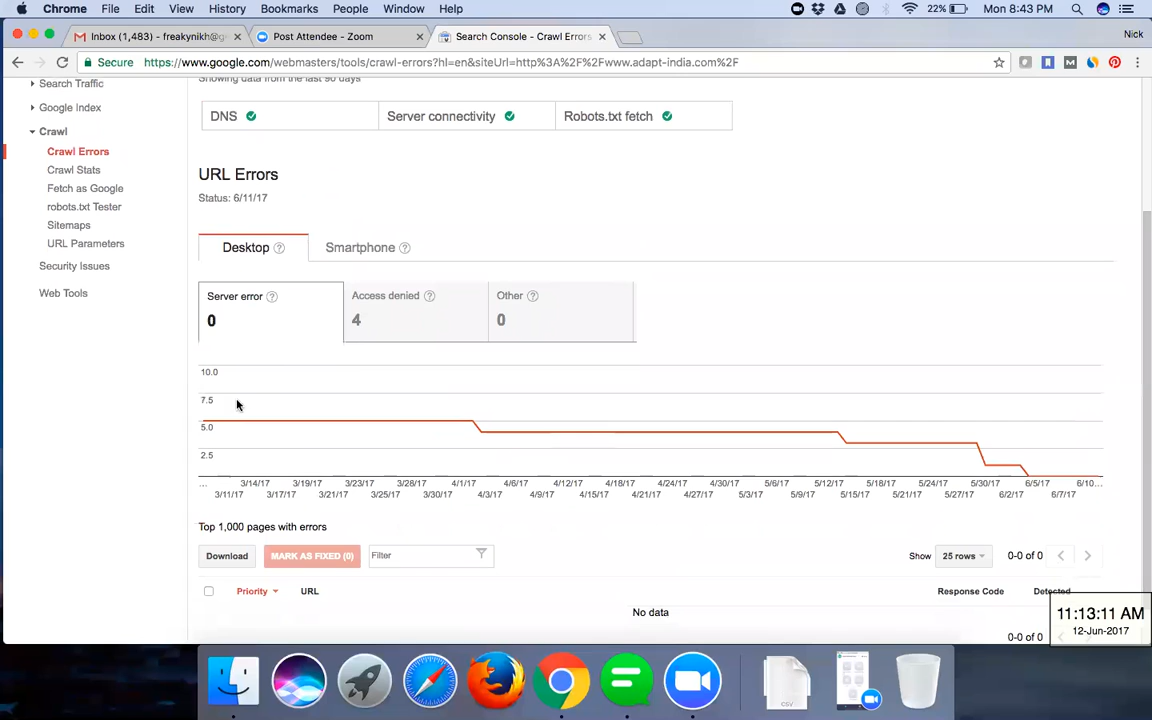 Chrome File Edit View History Bookmarks People Window Help 22% Mon 8:43 PM
Inbox (1,483) - freakynikh@g Post Attendee - Zoom Search Console - Crawl Errors Nick
Secure https://www.google.com/webmasters/tools/crawl-errors?hl=en&siteUrl=http%3A%2F%2Fwww.adapt-india.com%2F
Showing data from the last 90 days
Search Traffic
Google Index
Crawl
Crawl Errors
Crawl Stats
Fetch as Google
robots.txt Tester
Sitemaps
URL Parameters
Security Issues
Web Tools
DNS Server connectivity Robots.txt fetch
URL Errors
Status: 6/11/17
Desktop ? Smartphone ?
Server error ? Access denied ? Other ?
0 4 0
10.0
7.5
5.0
2.5
... 3/14/17 3/19/17 3/23/17 3/28/17 4/1/17 4/6/17 4/12/17 4/18/17 4/24/17 4/30/17 5/6/17 5/12/17 5/18/17 5/24/17 5/30/17 6/5/17 6/10...
3/11/17 3/17/17 3/21/17 3/25/17 3/30/17 4/3/17 4/9/17 4/15/17 4/21/17 4/27/17 5/3/17 5/9/17 5/15/17 5/21/17 5/27/17 6/2/17 6/7/17
Top 1,000 pages with errors
Download MARK AS FIXED (0) Filter Show 25 rows 0-0 of 0
Priority URL Response Code Detected
No data
0-0 of 0
11:13:11 AM
12-Jun-2017
CSV